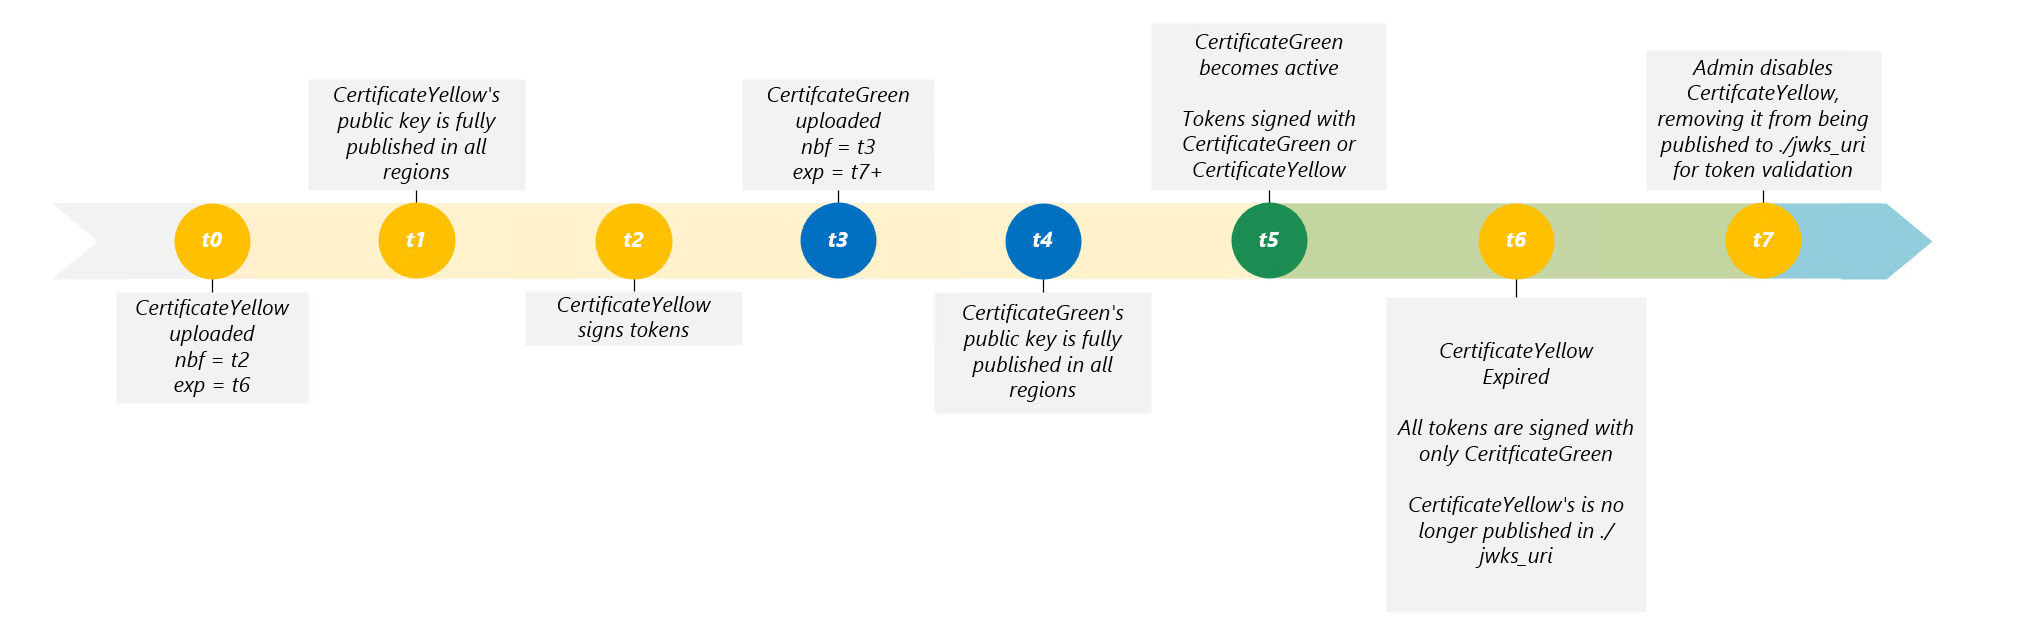 CertificateYellow
uploaded
nbf = t2
exp = t6
t0
CertificateYellow's
public key is fully
published in all
regions
t1
t2
CertificateYellow
signs tokens
CertifcateGreen
uploaded
nbf = t3
exp = t7+
t3
t4
CertificateGreen's
public key is fully
published in all
regions
CertificateGreen
becomes active
Tokens signed with
CertificateGreen or
CertificateYellow
t5
t6
CertificateYellow
Expired
All tokens are signed with
only CeritficateGreen
CertificateYellow's is no
longer published in ./
jwks_uri
Admin disables
CertifcateYellow,
removing it from being
published to ./jwks_uri
for token validation
t7